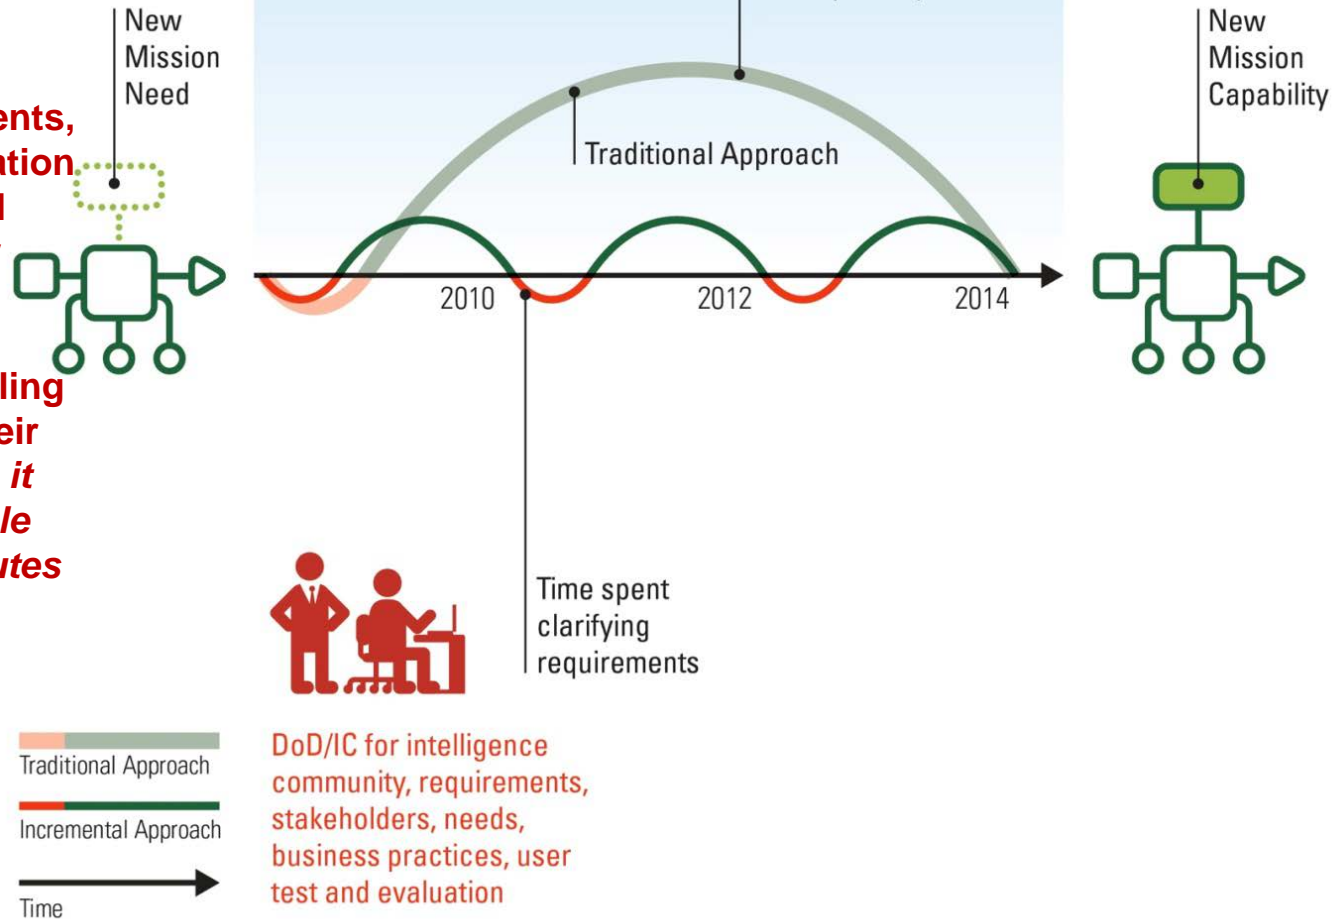 New
Mission
Need
ents,
ation
ling
eir
it
le
utes
Traditional Approach
2010
2012
2014
New
Mission
Capability
Time spent
clarifying
requirements
Traditional Approach
Incremental Approach
Time
DoD/IC for intelligence
community, requirements,
stakeholders, needs,
business practices, user
test and evaluation